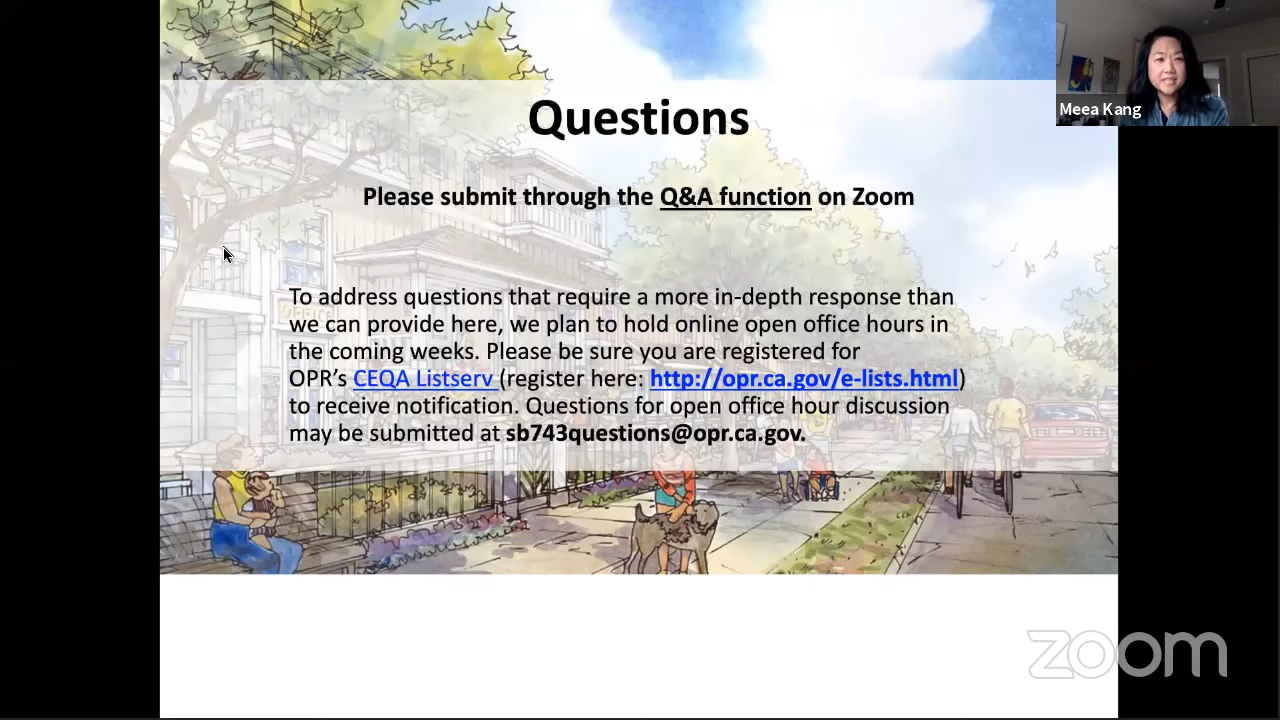 Questions
Meea Kang
Please submit through the Q&A function on Zoom
To address questions that require a more in-depth response than
we can provide here, we plan to hold online open office hours in
the coming weeks. Please be sure you are registered for
OPR’s CEQA Listserv (register here: http://opr.ca.gov/e-lists.html)
to receive notification. Questions for open office hour discussion
may be submitted at sb743questions@opr.ca.gov.
zoom